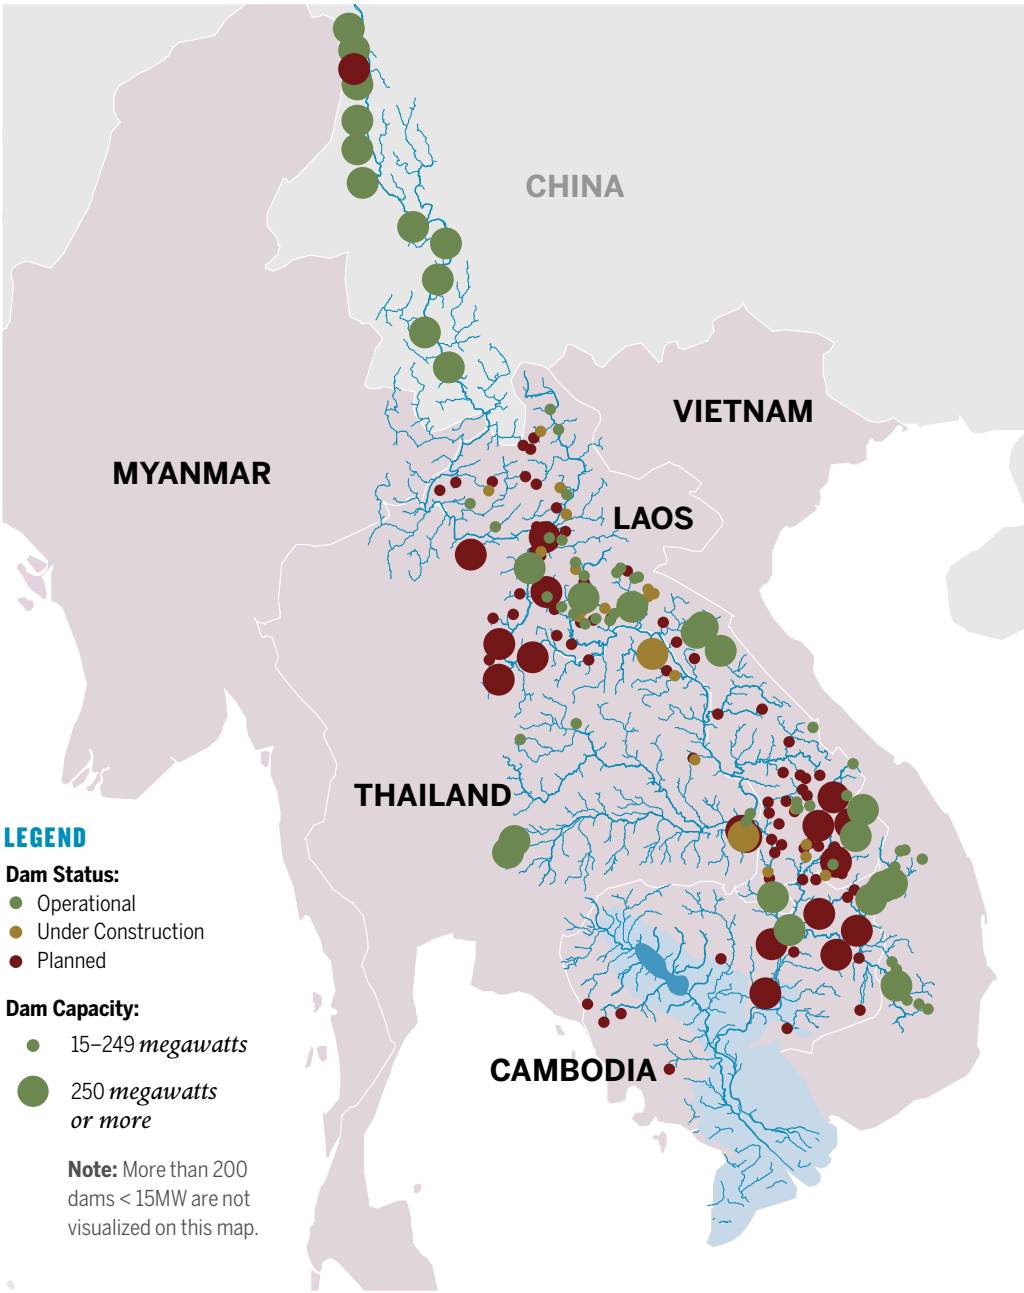 CHINA
VIETNAM
MYANMAR
LAOS
THAILAND
CAMBODIA
LEGEND
Dam Status:
Operational
Under Construction
Planned
Dam Capacity:
15–249 megawatts
250 megawatts
or more
Note: More than 200
dams < 15MW are not
visualized on this map.